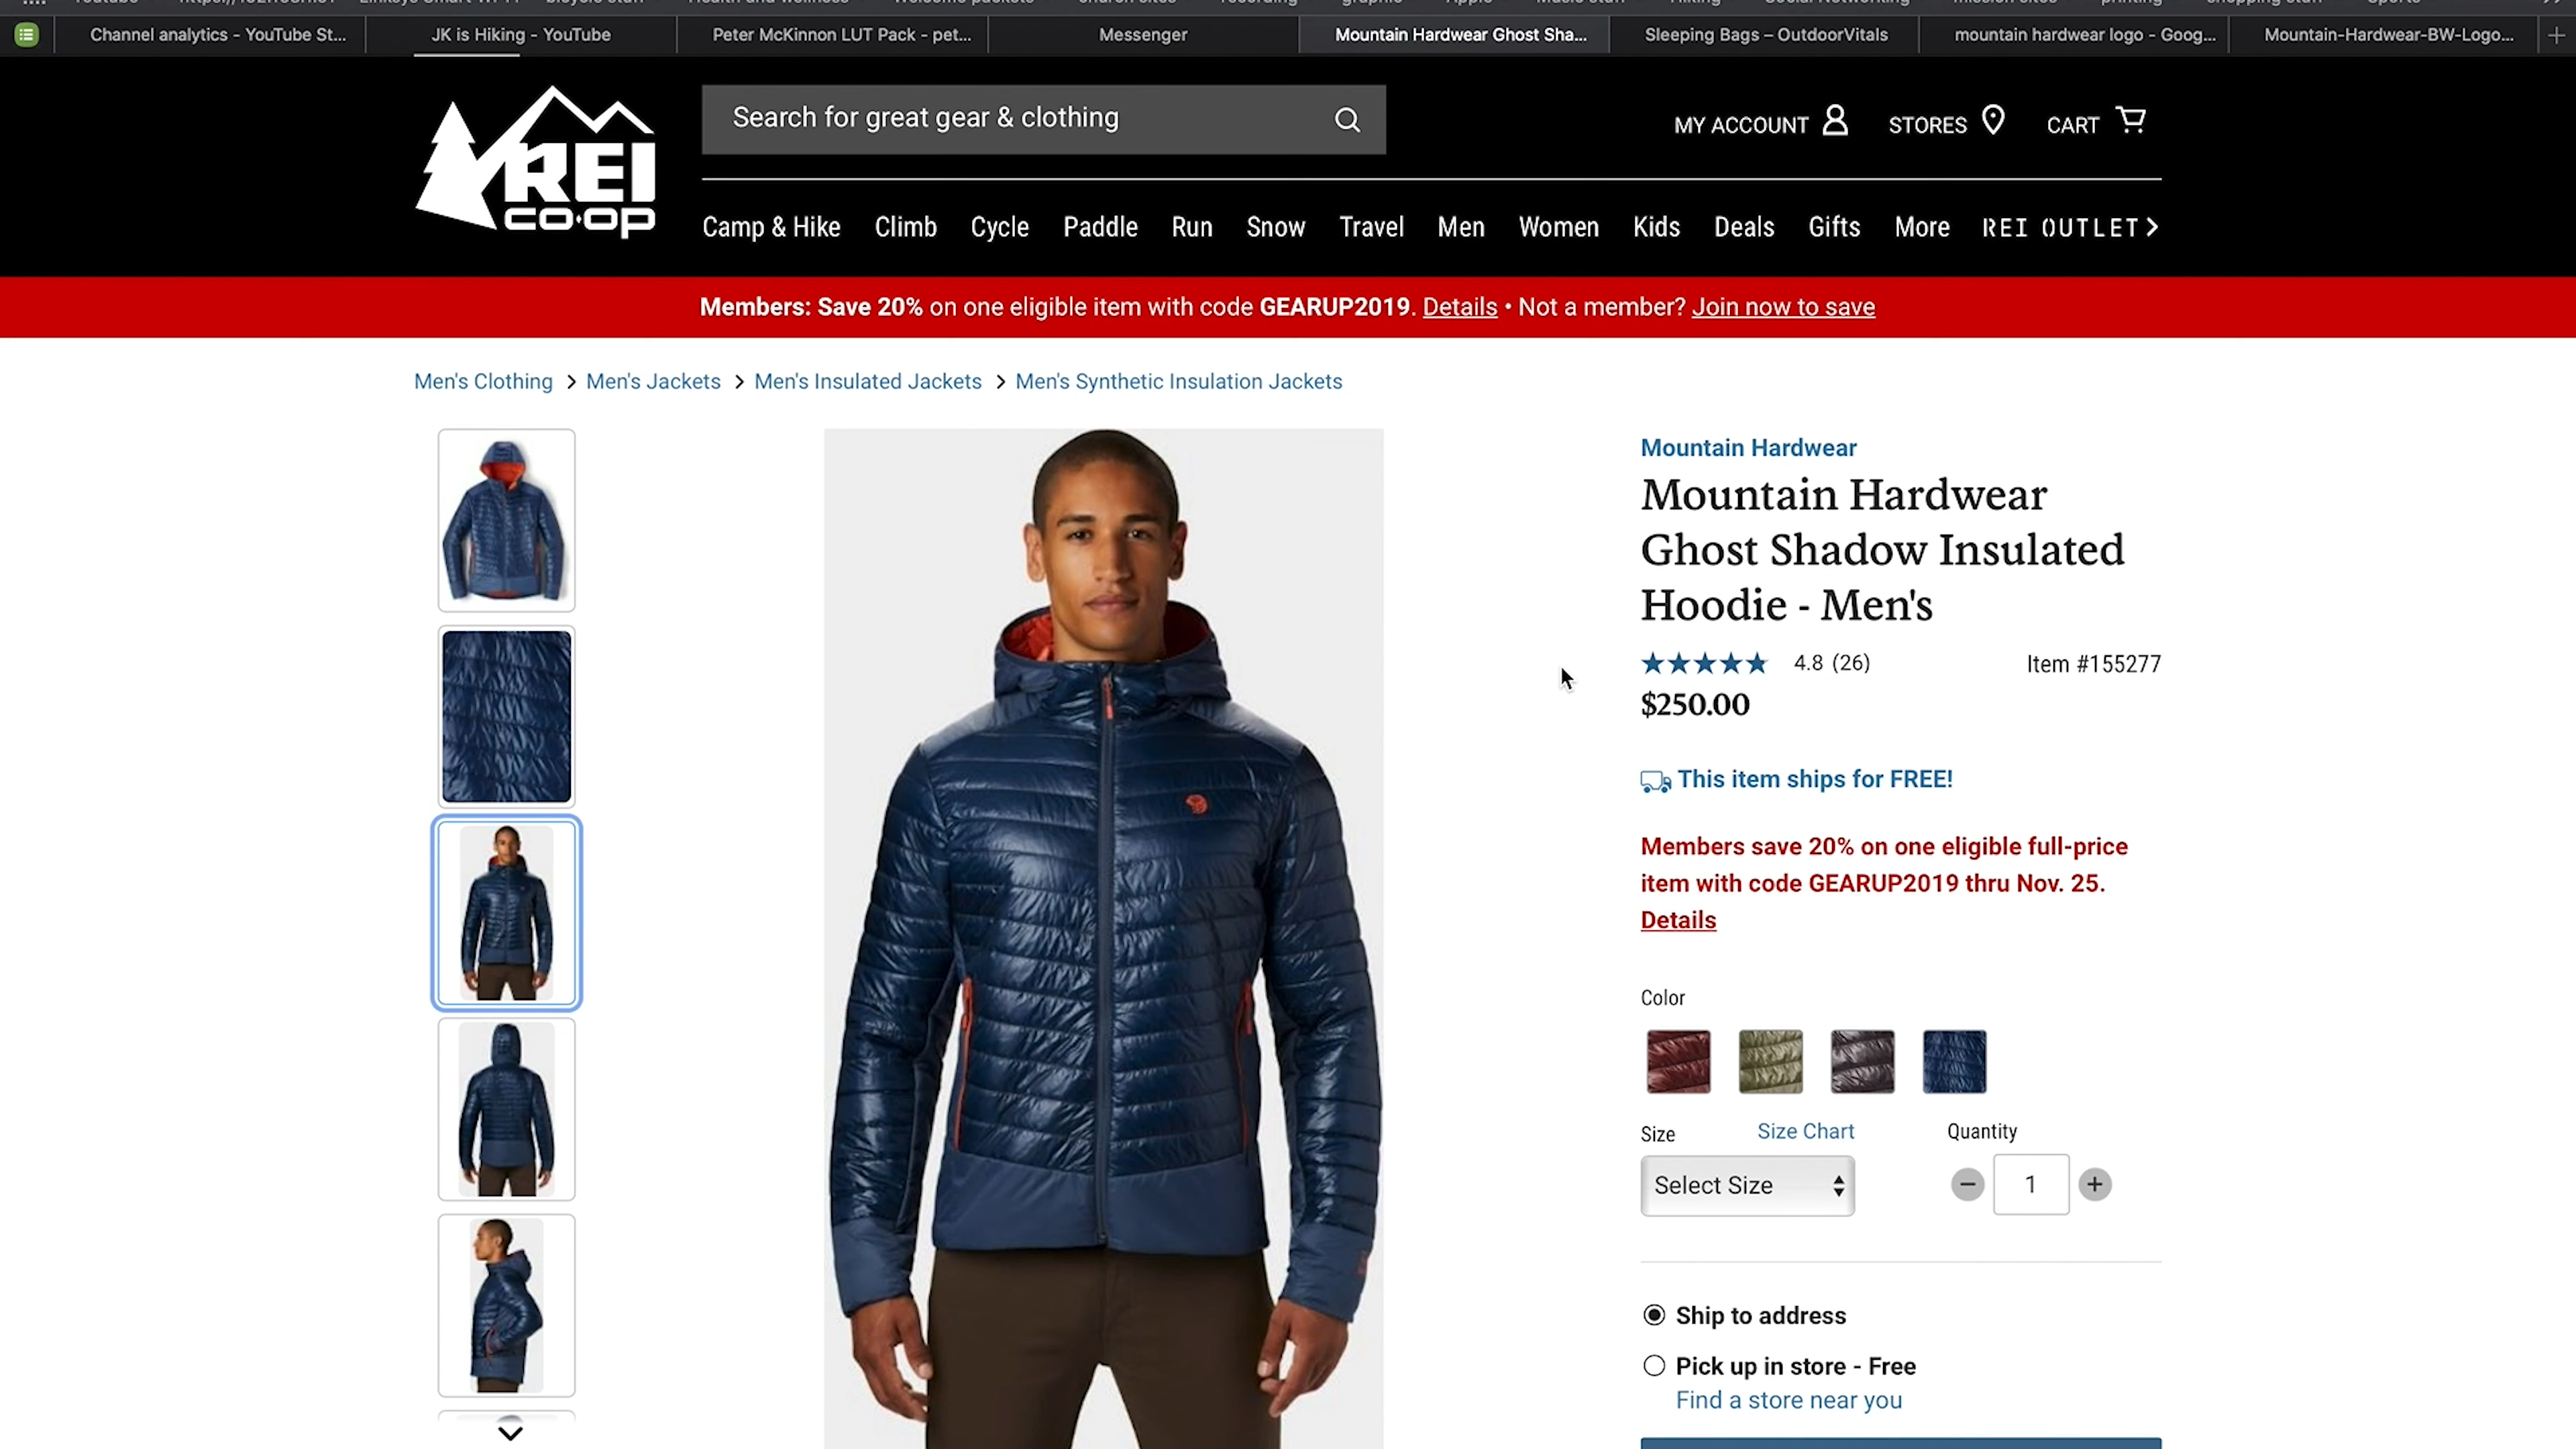 Channel analytics - YouTube St...
JK is Hiking - YouTube
Peter McKinnon LUT Pack - pet...
Messenger
Mountain Hardwear Ghost Sha...
Sleeping Bags – OutdoorVitals
mountain hardwear logo - Goog...
Mountain-Hardwear-BW-Logo...
REI
CO·OP
Search for great gear & clothing
MY ACCOUNT
STORES
CART
Camp & Hike Climb Cycle Paddle Run Snow Travel Men Women Kids Deals Gifts More REI OUTLET
Members: Save 20% on one eligible item with code GEARUP2019. Details • Not a member? Join now to save
Men's Clothing > Men's Jackets > Men's Insulated Jackets > Men's Synthetic Insulation Jackets
Mountain Hardwear
Mountain Hardwear
Ghost Shadow Insulated
Hoodie - Men's
4.8 (26)
Item #155277
$250.00
This item ships for FREE!
Members save 20% on one eligible full-price
item with code GEARUP2019 thru Nov. 25.
Details
Color
Size
Size Chart
Quantity
Select Size
1
Ship to address
Pick up in store - Free
Find a store near you